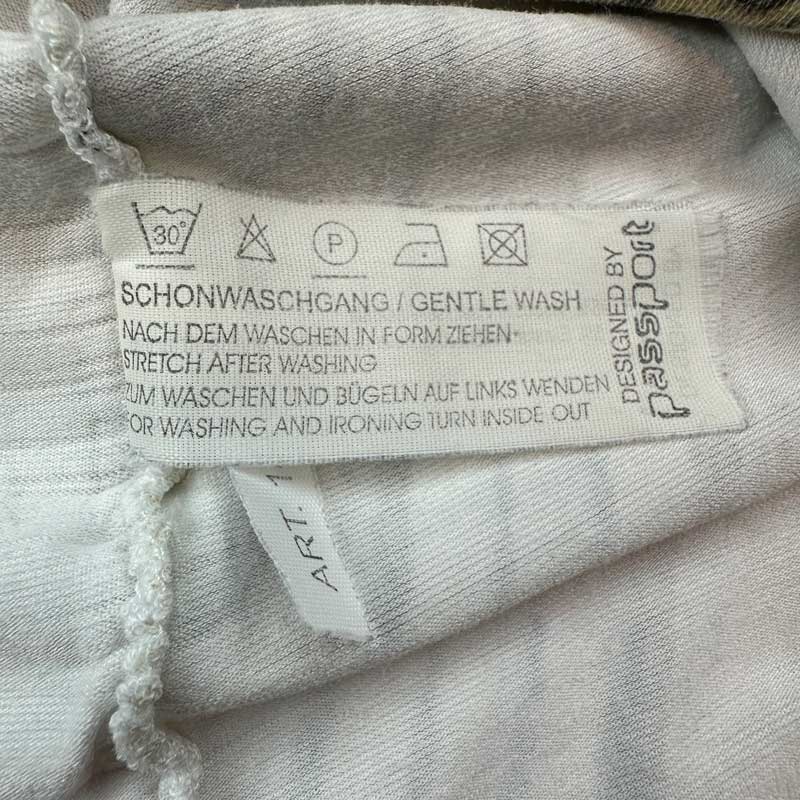 30°
P
SCHONWASCHGANG / GENTLE WASH
NACH DEM WASCHEN IN FORM ZIEHEN
STRETCH AFTER WASHING
ZUM WASCHEN UND BÜGELN AUF LINKS WENDEN
FOR WASHING AND IRONING TURN INSIDE OUT
DESIGNED BY
passport
ART. 1